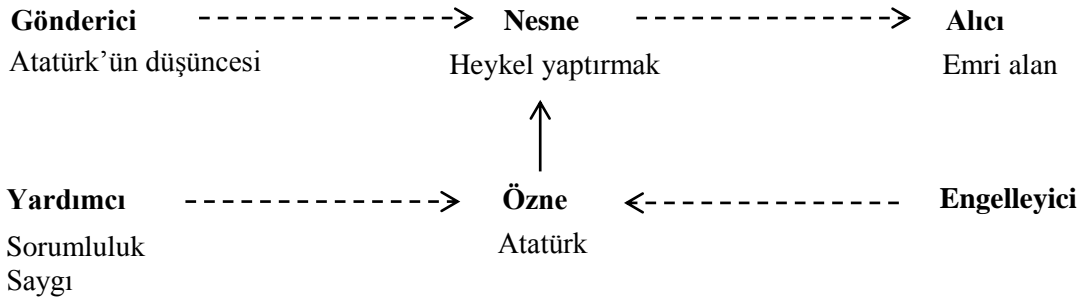 Gönderici Nesne Alıcı
Atatürk’ün düşüncesi Heykel yaptırmak Emri alan
Yardımcı Özne Engelleyici
Sorumluluk Atatürk
Saygı